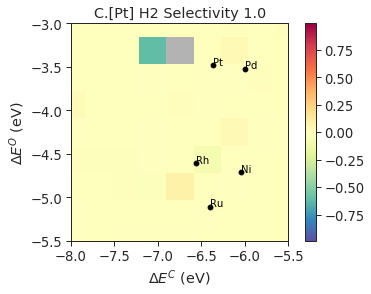 C.[Pt] H2 Selectivity 1.0
−3.0
−3.5
−4.0
−4.5
−5.0
−5.5
ΔE^O (eV)
Pt
Pd
Rh
Ni
Ru
−8.0 −7.5 −7.0 −6.5 −6.0 −5.5
ΔE^C (eV)
0.75
0.50
0.25
0.00
−0.25
−0.50
−0.75